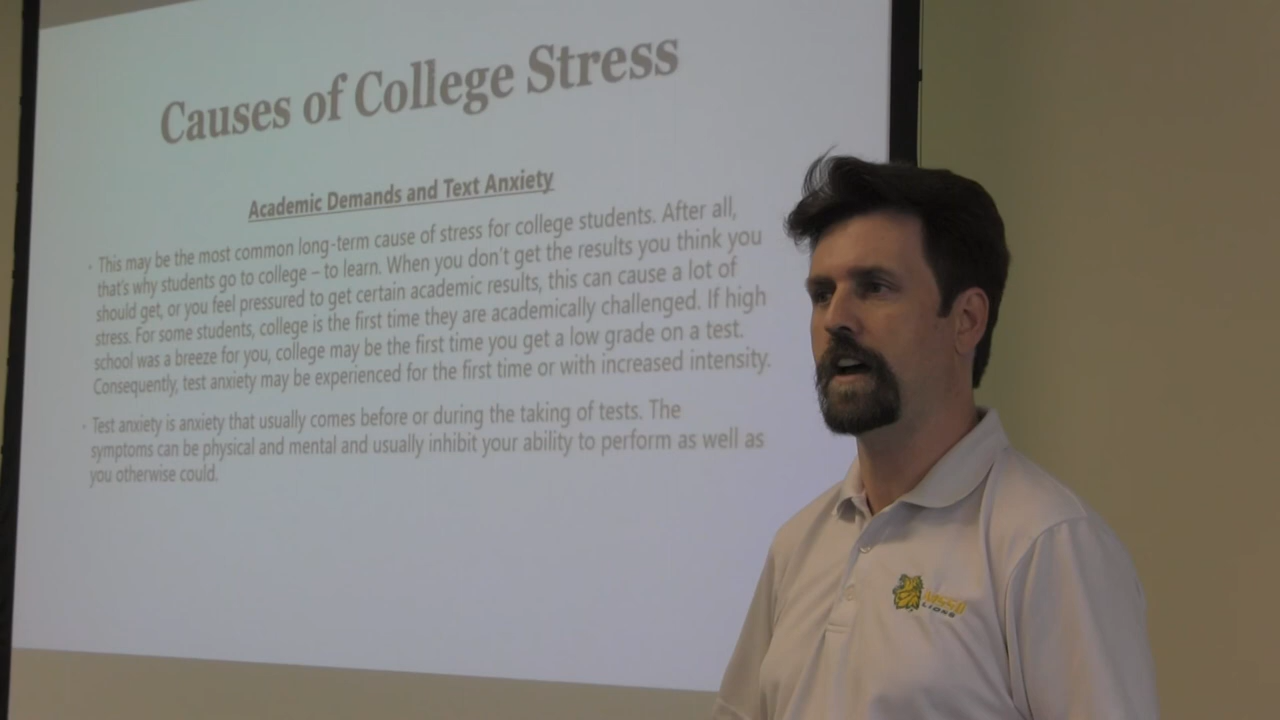 Causes of College Stress
Academic Demands and Text Anxiety
· This may be the most common long-term cause of stress for college students. After all,
that's why students go to college – to learn. When you don't get the results you think you
should get, or you feel pressured to get certain academic results, this can cause a lot of
stress. For some students, college is the first time they are academically challenged. If high
school was a breeze for you, college may be the first time you get a low grade on a test.
Consequently, test anxiety may be experienced for the first time or with increased intensity.
· Test anxiety is anxiety that usually comes before or during the taking of tests. The
symptoms can be physical and mental and usually inhibit your ability to perform as well as
you otherwise could.
MSSU
LIONS